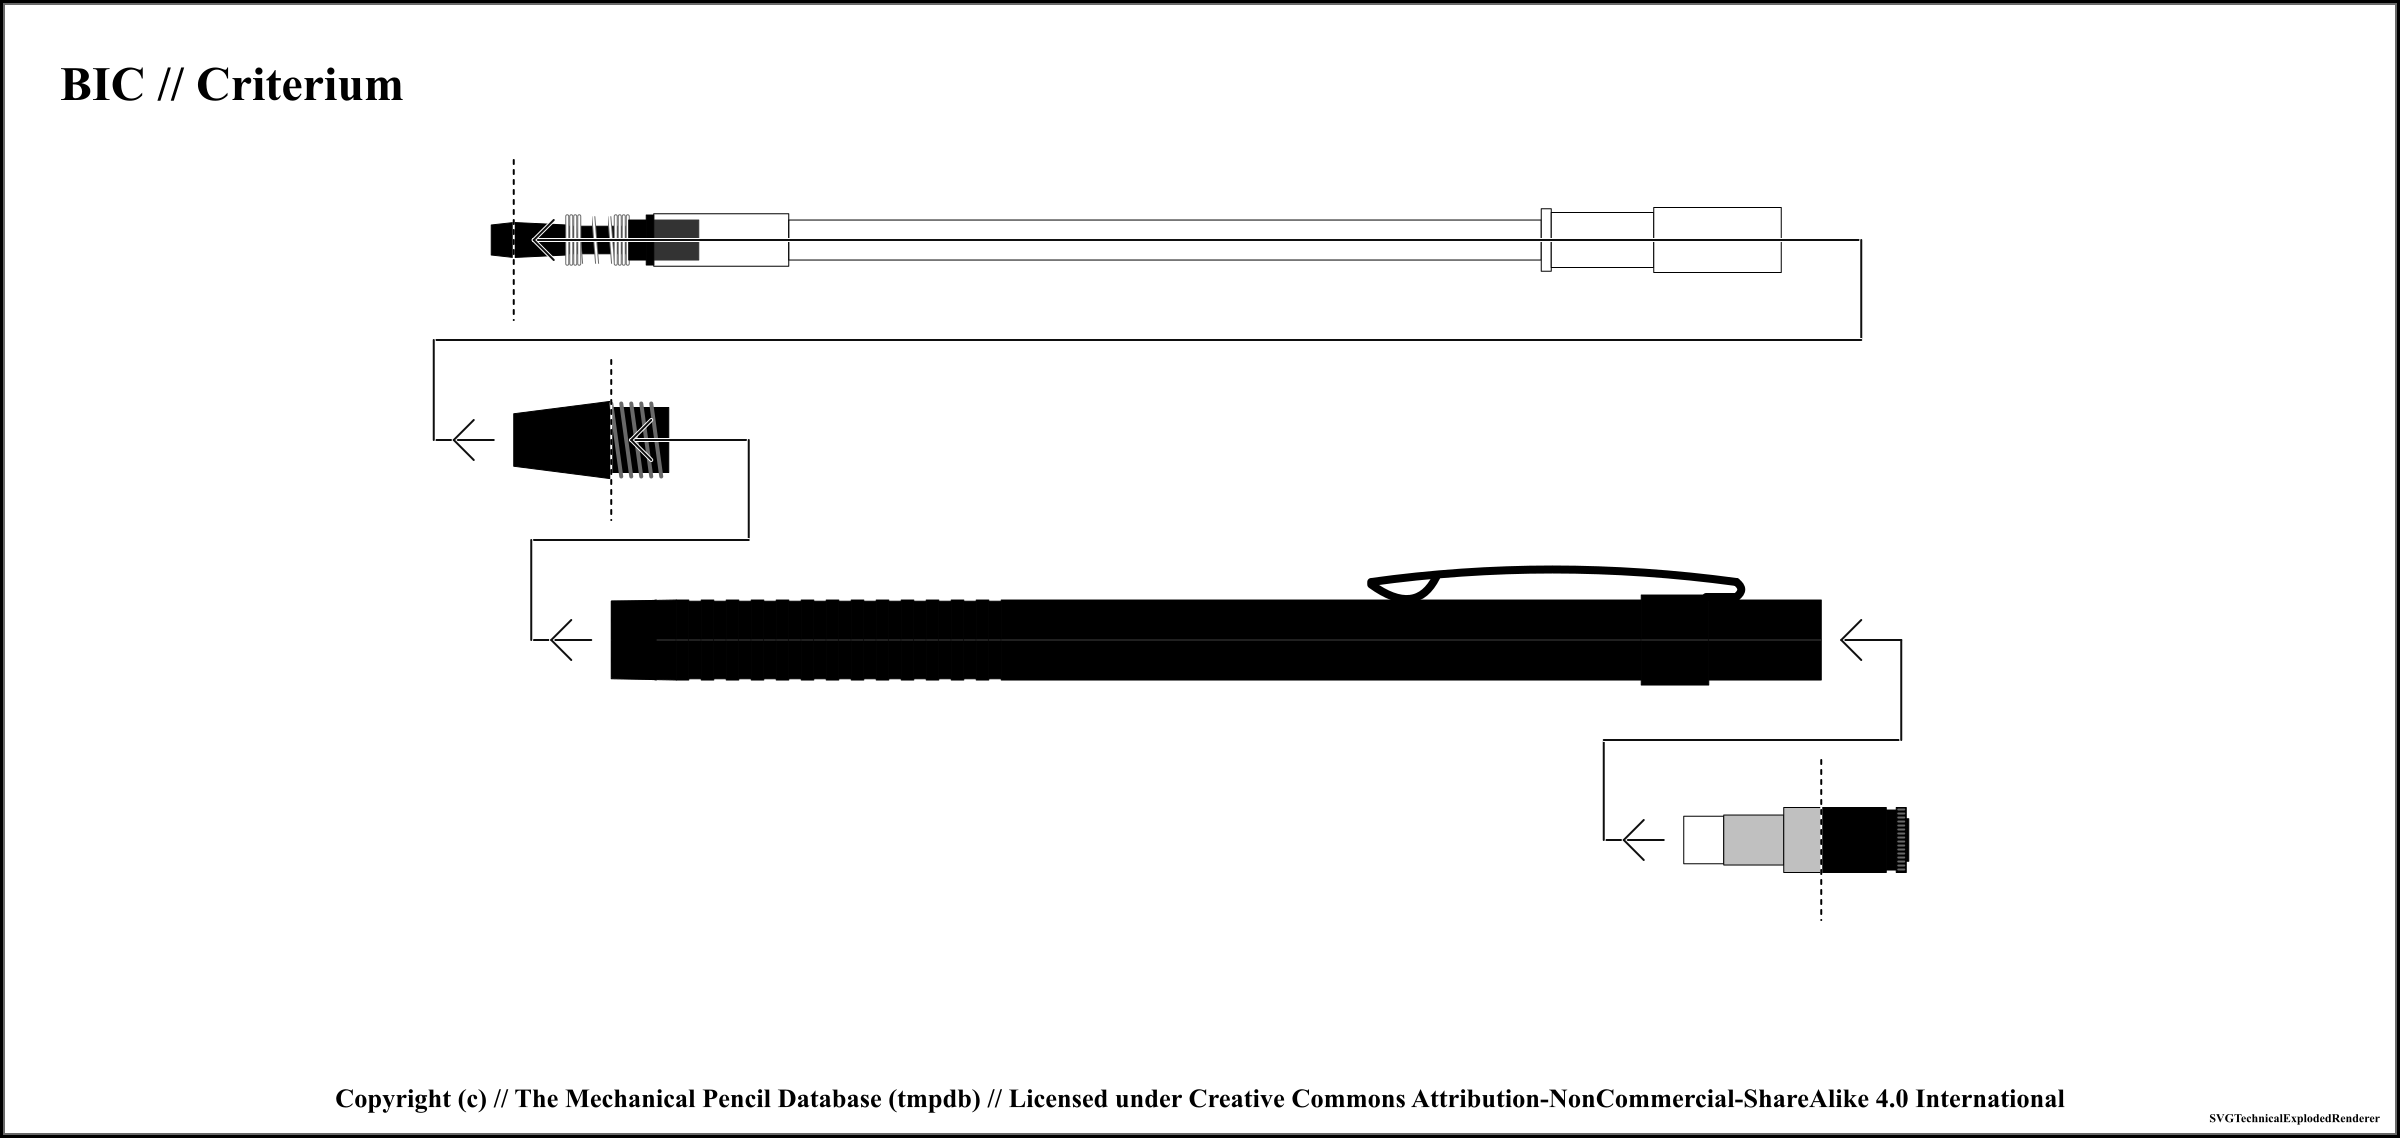 BIC // Criterium
Copyright (c) // The Mechanical Pencil Database (tmpdb) // Licensed under Creative Commons Attribution-NonCommercial-ShareAlike 4.0 International
SVGTechnicalExplodedRenderer